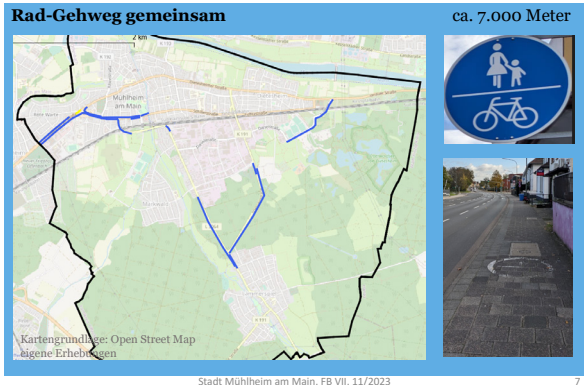 Rad-Gehweg gemeinsam
ca. 7.000 Meter
2 km
Mühlheim
am Main
Kartengrundlage: Open Street Map
eigene Erhebungen
Stadt Mühlheim am Main, FB VII, 11/2023
7